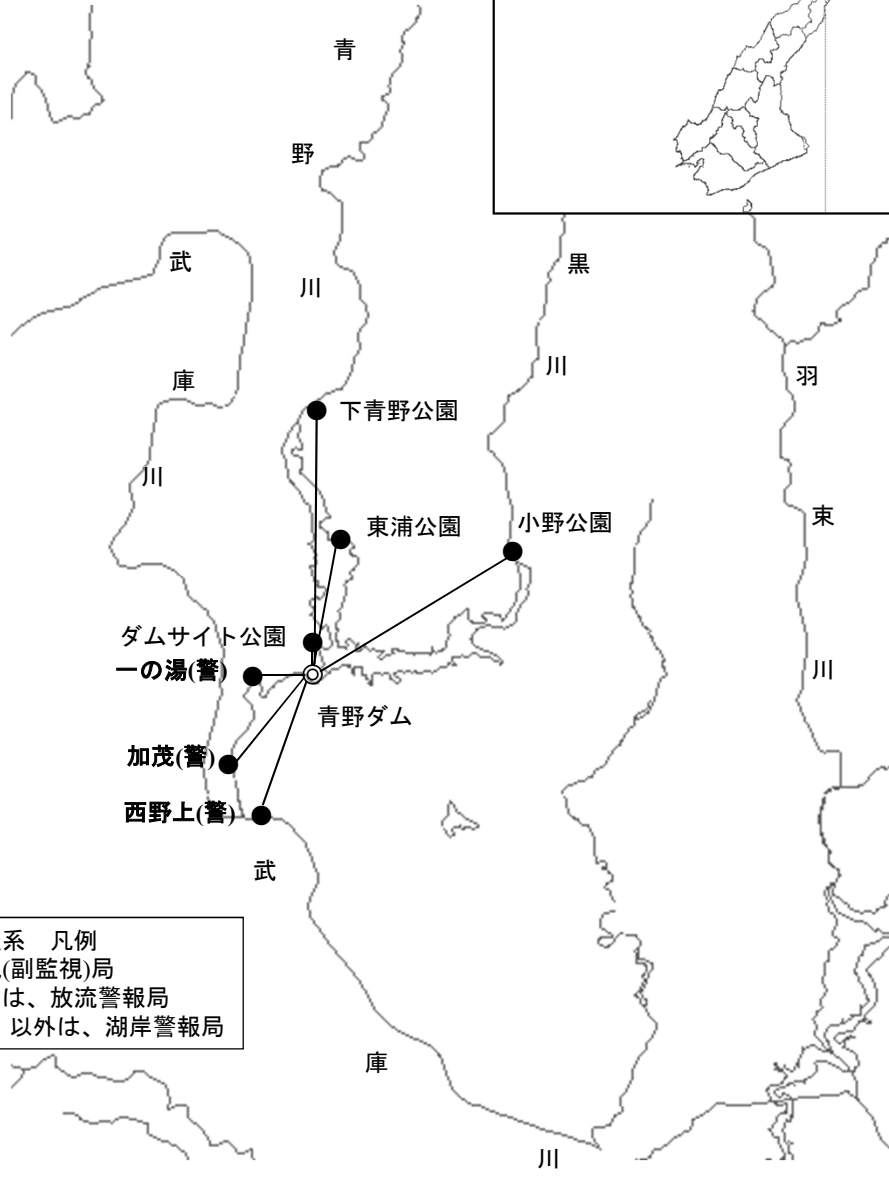 青野川
黒川
武庫川
羽束川
下青野公園
東浦公園
小野公園
ダムサイト公園
一の湯(警)
青野ダム
加茂(警)
西野上(警)
武庫川
系 凡例
(副監視)局
は、放流警報局
以外は、湖岸警報局